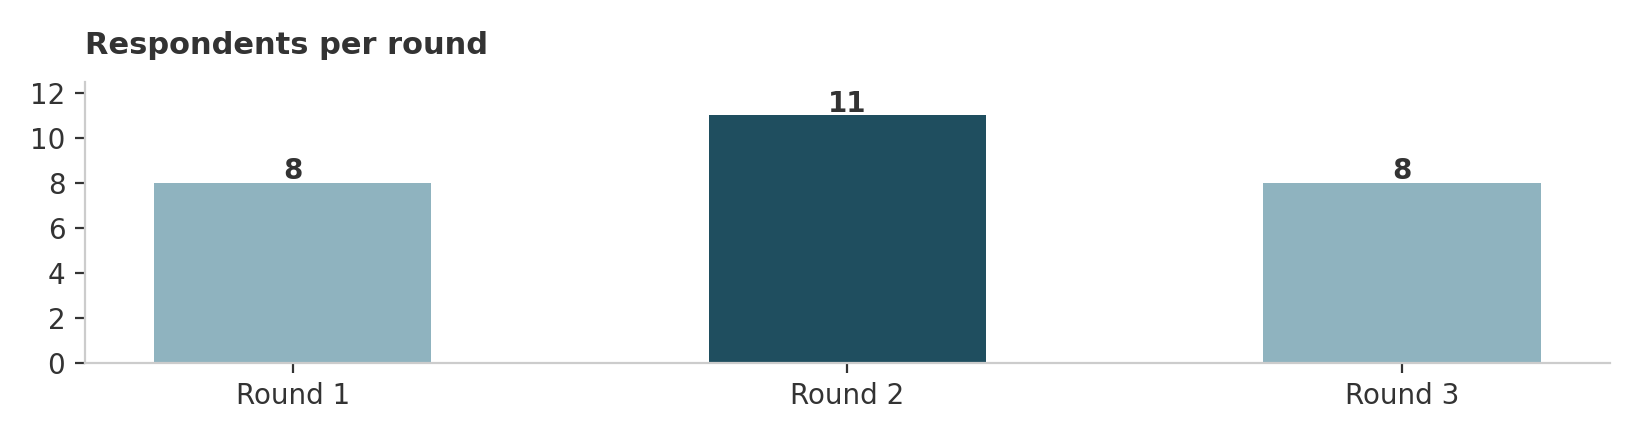 Respondents per round
12
10
8
6
4
2
0
8
11
8
Round 1
Round 2
Round 3